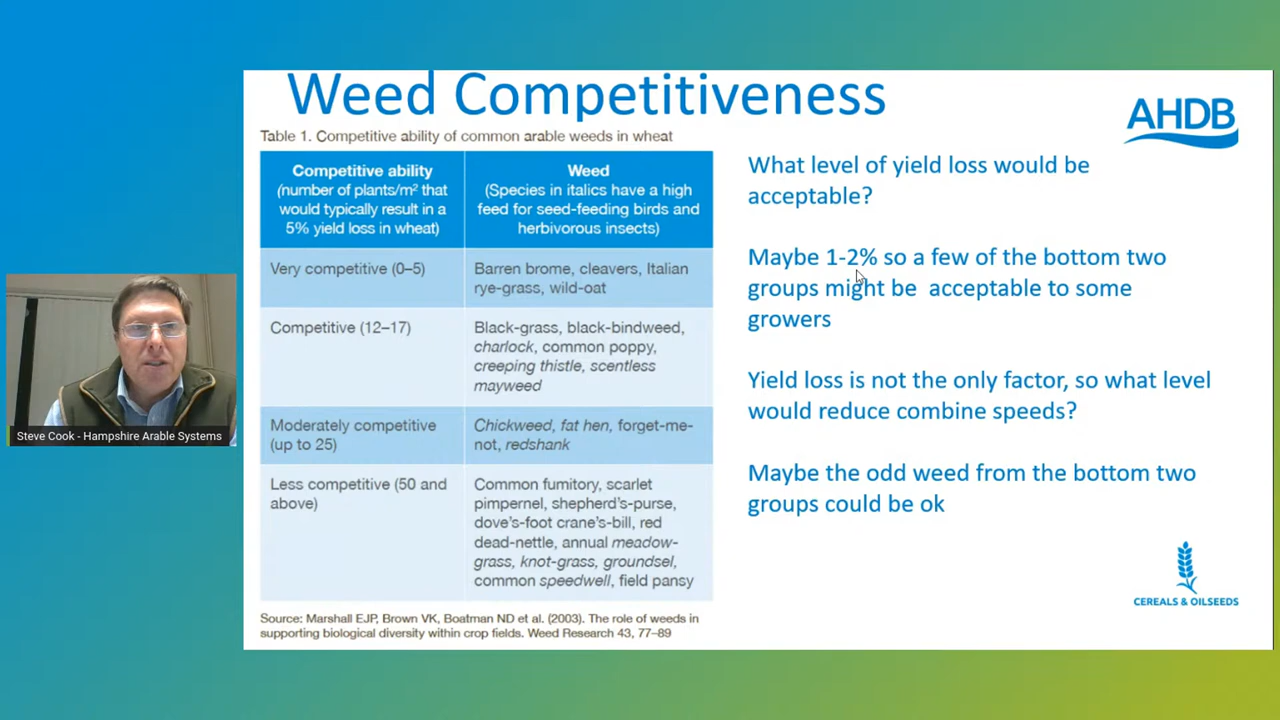 Weed Competitiveness
AHDB
Table 1. Competitive ability of common arable weeds in wheat
Competitive ability
(number of plants/m² that
would typically result in a
5% yield loss in wheat)
Weed
(Species in italics have a high
feed for seed-feeding birds and
herbivorous insects)
Very competitive (0–5)
Barren brome, cleavers, Italian
rye-grass, wild-oat
Competitive (12–17)
Black-grass, black-bindweed,
charlock, common poppy,
creeping thistle, scentless
mayweed
Moderately competitive
(up to 25)
Chickweed, fat hen, forget-me-
not, redshank
Less competitive (50 and
above)
Common fumitory, scarlet
pimpernel, shepherd's-purse,
dove's-foot crane's-bill, red
dead-nettle, annual meadow-
grass, knot-grass, groundsel,
common speedwell, field pansy
Source: Marshall EJP, Brown VK, Boatman ND et al. (2003). The role of weeds in
supporting biological diversity within crop fields. Weed Research 43, 77–89
What level of yield loss would be
acceptable?
Maybe 1-2% so a few of the bottom two
groups might be acceptable to some
growers
Yield loss is not the only factor, so what level
would reduce combine speeds?
Maybe the odd weed from the bottom two
groups could be ok
CEREALS & OILSEEDS
Steve Cook - Hampshire Arable Systems